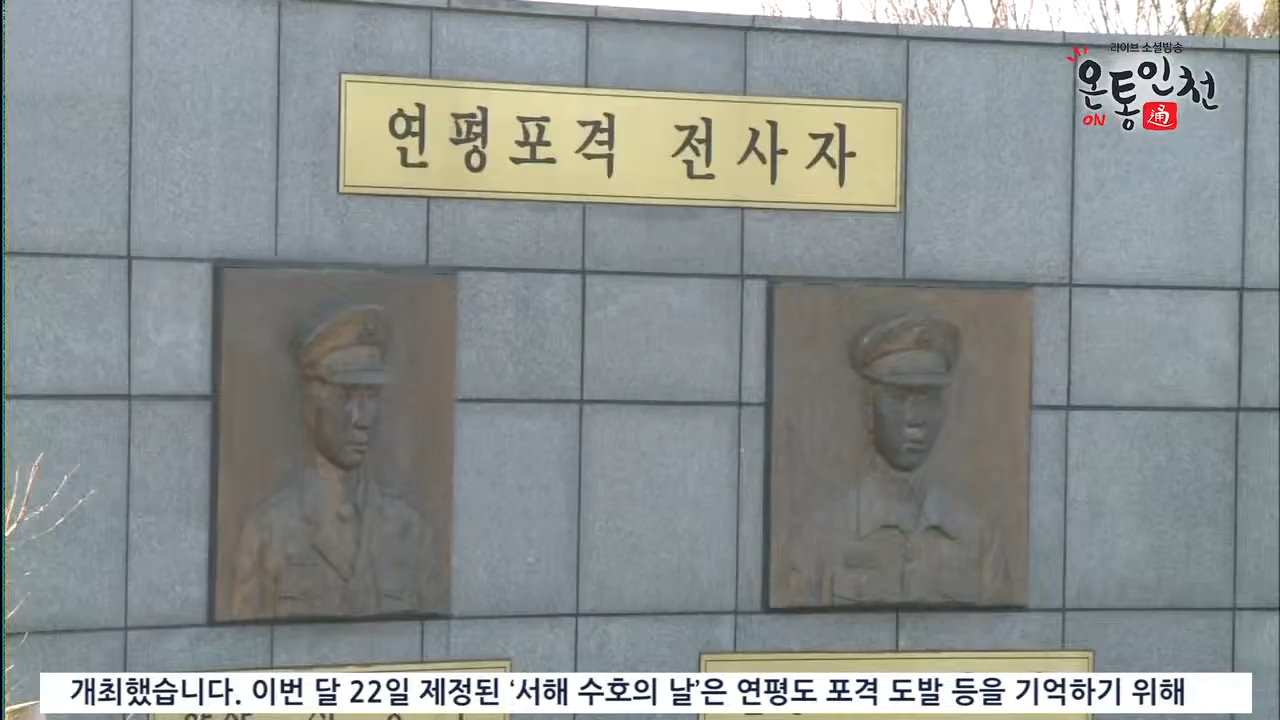 라이브 소셜방송
온통인천
ON 通
연평포격 전사자
개최했습니다. 이번 달 22일 제정된 ‘서해 수호의 날’은 연평도 포격 도발 등을 기억하기 위해